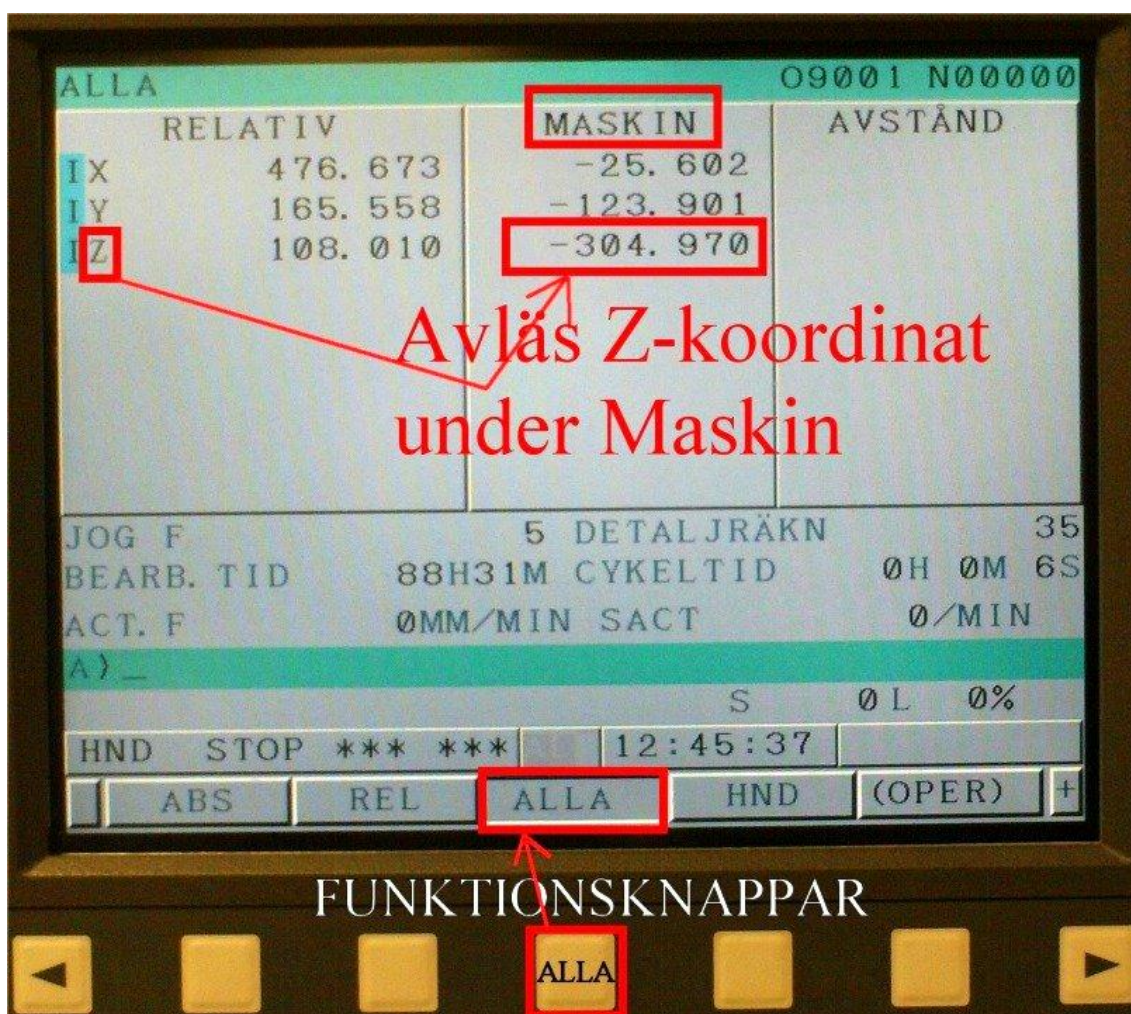 ALLA O9001 N00000
RELATIV MASKIN AVSTÅND
IX 476. 673 -25. 602
IY 165. 558 -123. 901
IZ 108. 010 -304. 970
Avläs Z-koordinat
under Maskin
JOG F 5 DETALJRÄKN 35
BEARB. TID 88H31M CYKELTID 0H 0M 6S
ACT. F 0MM/MIN SACT 0/MIN
A)_
S 0 L 0%
HND STOP *** *** 12:45:37
ABS REL ALLA HND (OPER) +
FUNKTIONSKNAPPAR
ALLA